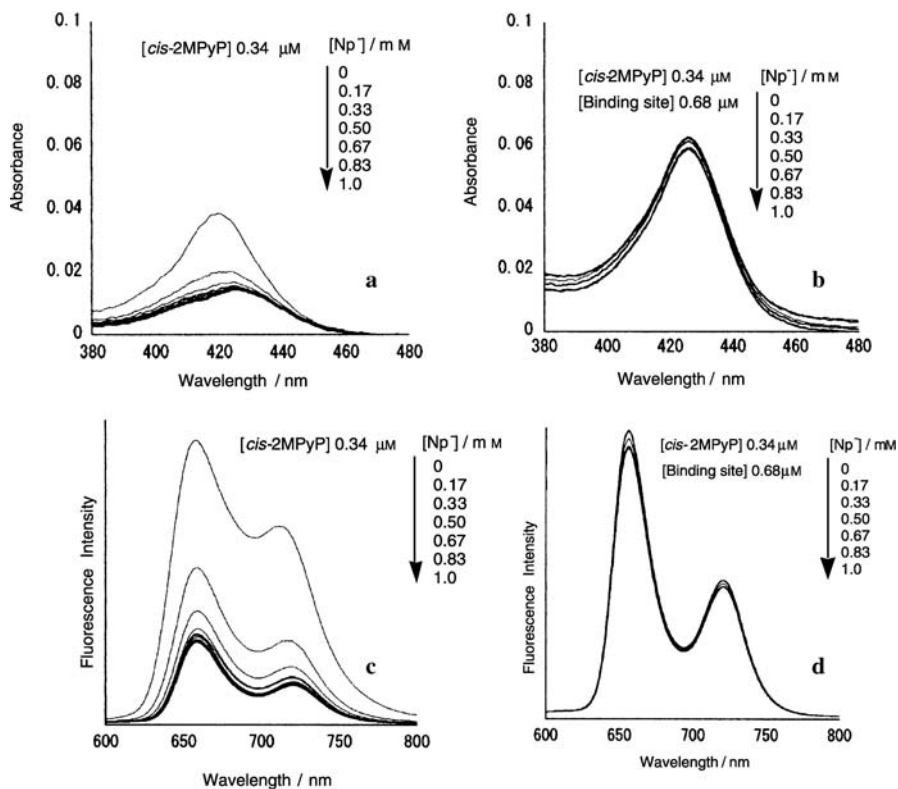 0. 1
0. 08
0. 06
0. 04
0. 02
0
Absorbance
[cis-2MPyP] 0.34 μM
[Np⁻] / m M
0
0.17
0.33
0.50
0.67
0.83
1.0
a
380 400 420 440 460 480
Wavelength / nm
0. 1
0. 08
0. 06
0. 04
0. 02
0
Absorbance
[cis-2MPyP] 0.34 μM
[Binding site] 0.68 μM
[Np⁻] / m M
0
0.17
0.33
0.50
0.67
0.83
1.0
b
380 400 420 440 460 480
Wavelength / nm
Fluorescence Intensity
[cis-2MPyP] 0.34 μM
[Np⁻] / m M
0
0.17
0.33
0.50
0.67
0.83
1.0
c
600 650 700 750 800
Wavelength / nm
Fluorescence Intensity
[cis- 2MPyP] 0.34μM
[Binding site] 0.68μM
[Np⁻] / mM
0
0.17
0.33
0.50
0.67
0.83
1.0
d
600 650 700 750 800
Wavelength / nm